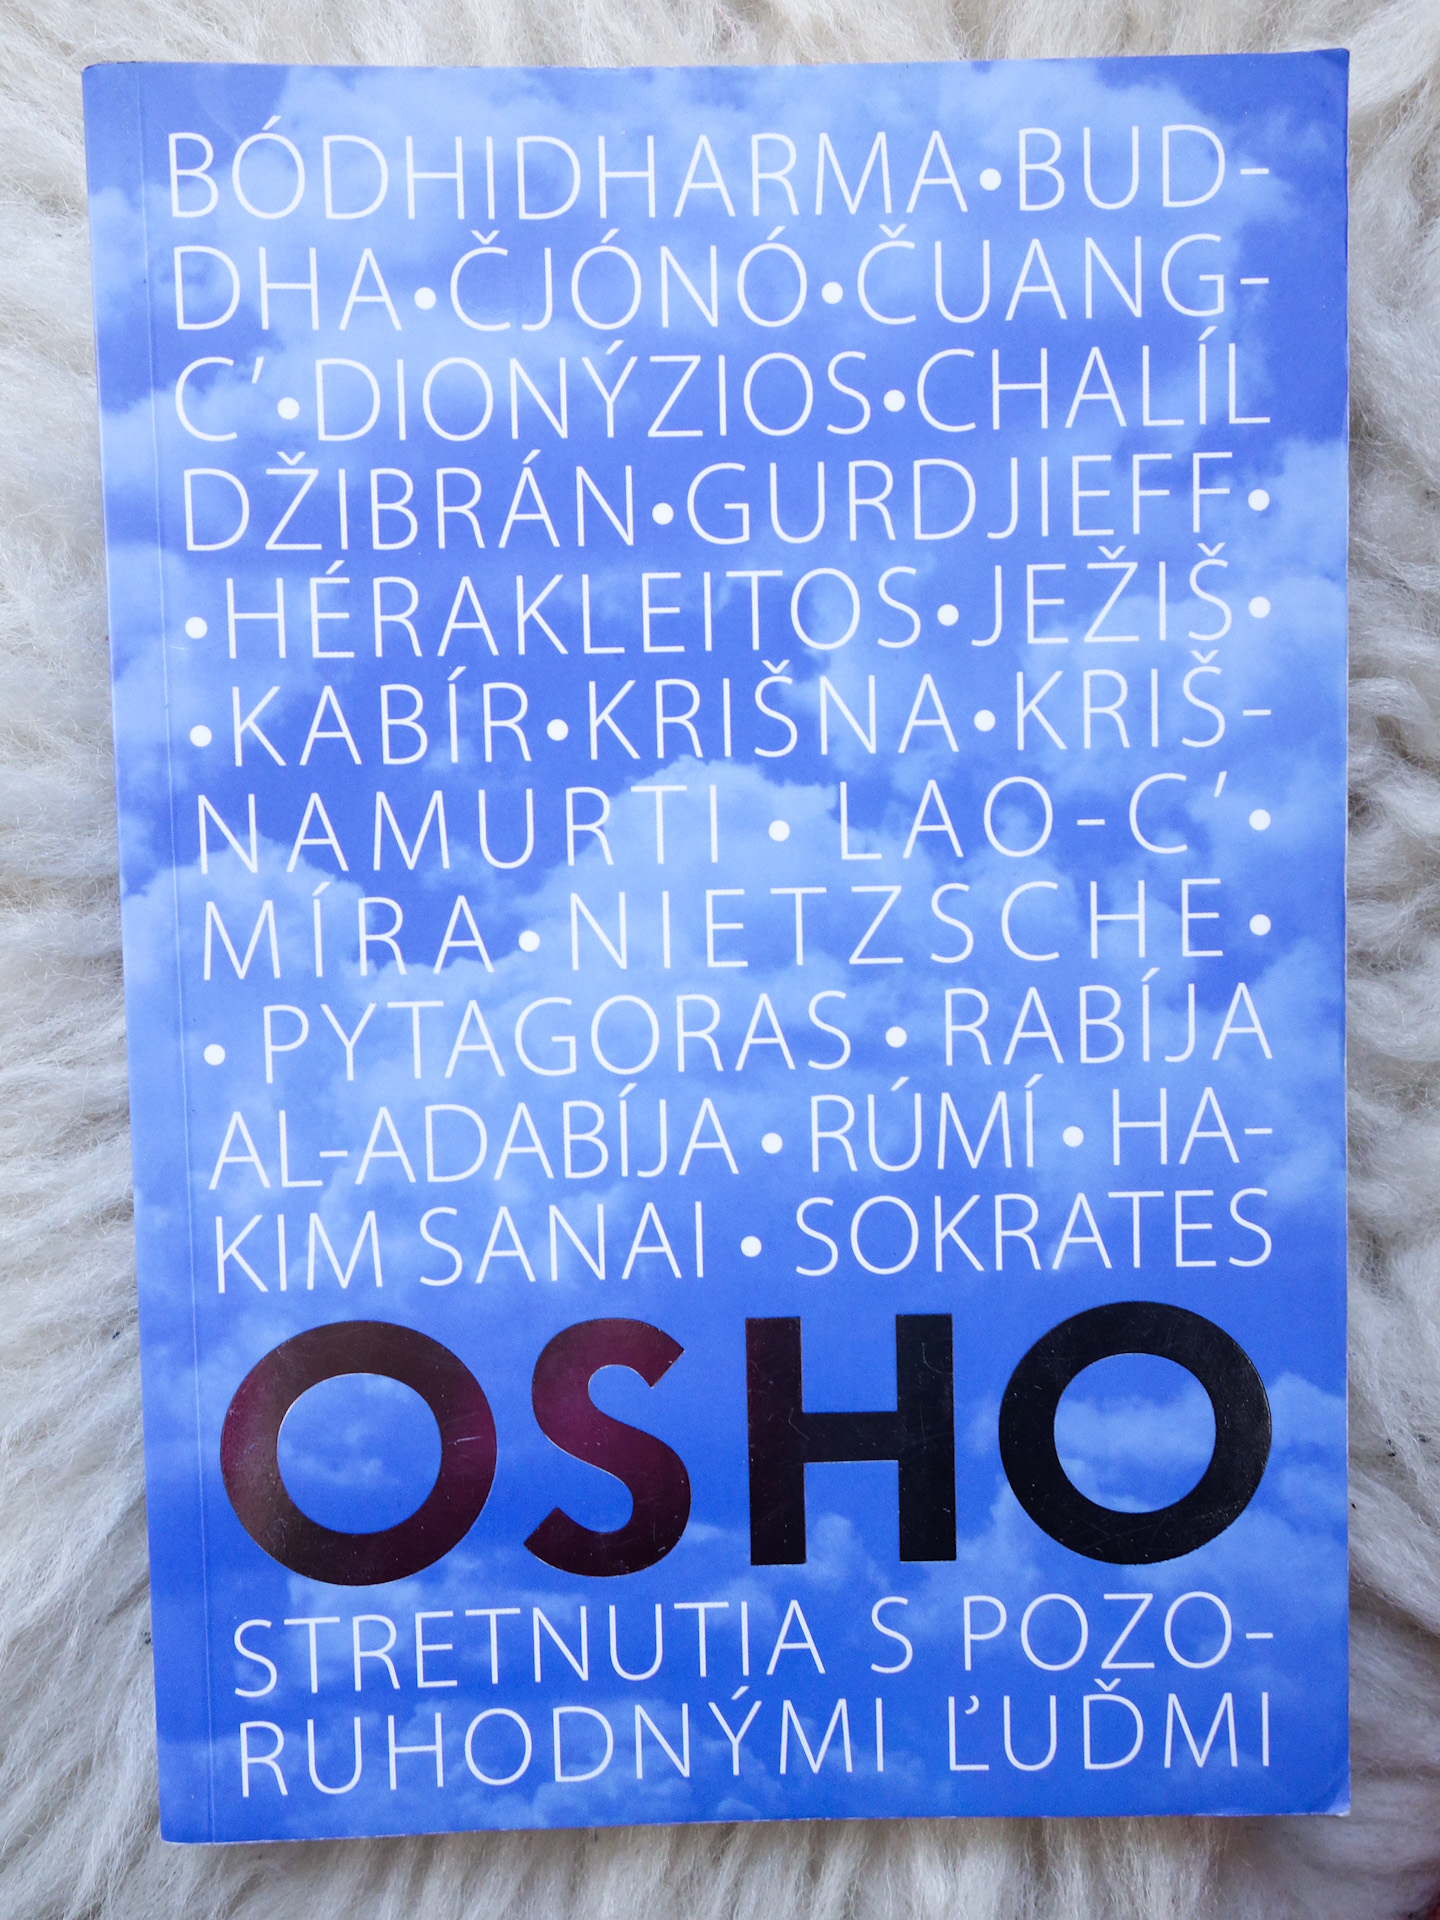 BÓDHIDHARMA•BUD-
DHA•ČJÓNÓ•ČUANG-
C’•DIONÝZIOS•CHALÍL
DŽIBRÁN•GURDJIEFF•
•HÉRAKLEITOS•JEŽIŠ•
•KABÍR•KRIŠNA•KRIŠ-
NAMURTI • LAO-C’•
MÍRA•NIETZSCHE•
• PYTAGORAS • RABÍJA
AL-ADABÍJA • RÚMÍ • HA-
KIM SANAI • SOKRATES
OSHO
STRETNUTIA S POZO-
RUHODNÝMI ĽUĎMI